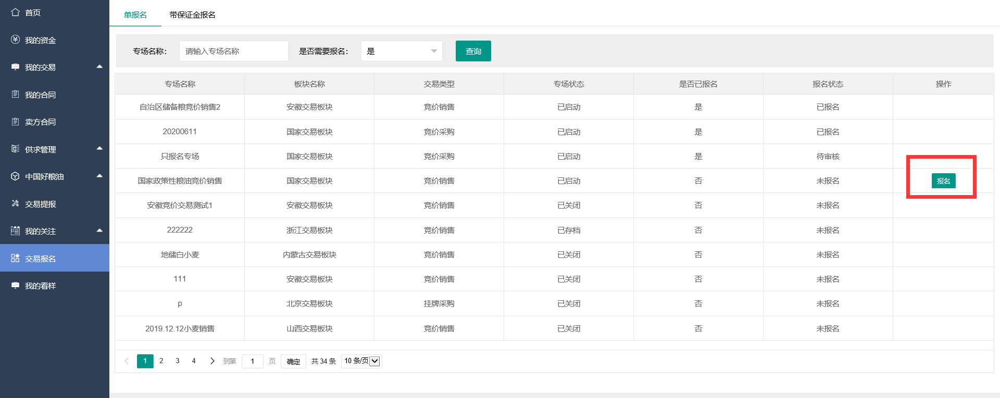 首页
我的资金
我的交易
我的合同
卖方合同
供求管理
中国好粮油
交易提报
我的关注
交易报名
我的看样
单报名 带保证金报名
专场名称: 请输入专场名称 是否需要报名: 是 查询
专场名称 板块名称 交易类型 专场状态 是否已报名 报名状态 操作
自治区储备粮竞价销售2 安徽交易板块 竞价销售 已启动 是 已报名
20200611 国家交易板块 竞价采购 已启动 是 已报名
只报名专场 国家交易板块 竞价采购 已启动 是 待审核
国家政策性粮油竞价销售 国家交易板块 竞价销售 已启动 否 未报名 报名
安徽竞价交易测试1 安徽交易板块 竞价销售 已关闭 否 未报名
222222 浙江交易板块 竞价销售 已存档 否 未报名
地储白小麦 内蒙古交易板块 竞价销售 已关闭 否 未报名
111 安徽交易板块 竞价销售 已关闭 否 未报名
p 北京交易板块 挂牌采购 已关闭 否 未报名
2019.12.12小麦销售 山西交易板块 竞价销售 已关闭 否 未报名
1 2 3 4 到第 1 页 确定 共 34 条 10 条/页